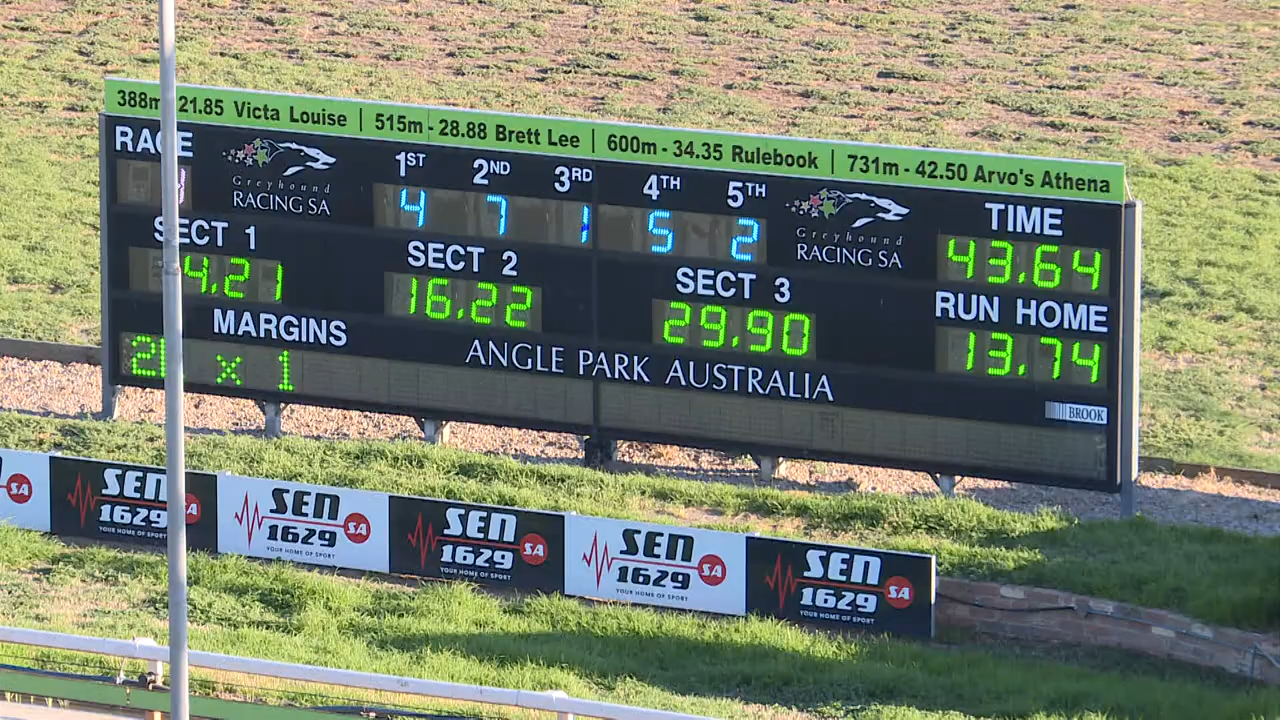 388m 21.85 Victa Louise | 515m - 28.88 Brett Lee | 600m - 34.35 Rulebook | 731m - 42.50 Arvo's Athena
RACE
Greyhound
RACING SA
1ST 2ND 3RD 4TH 5TH
4 7 1 5 2
Greyhound
RACING SA
TIME
43.64
SECT 1
4.21
SECT 2
16.22
SECT 3
29.90
RUN HOME
13.74
MARGINS
x 1
ANGLE PARK AUSTRALIA
BROOK
SA
SEN
1629 SA
YOUR HOME OF SPORT
SEN
1629 SA
YOUR HOME OF SPORT
SEN
1629 SA
YOUR HOME OF SPORT
SEN
1629 SA
YOUR HOME OF SPORT
SEN
1629 SA
YOUR HOME OF SPORT